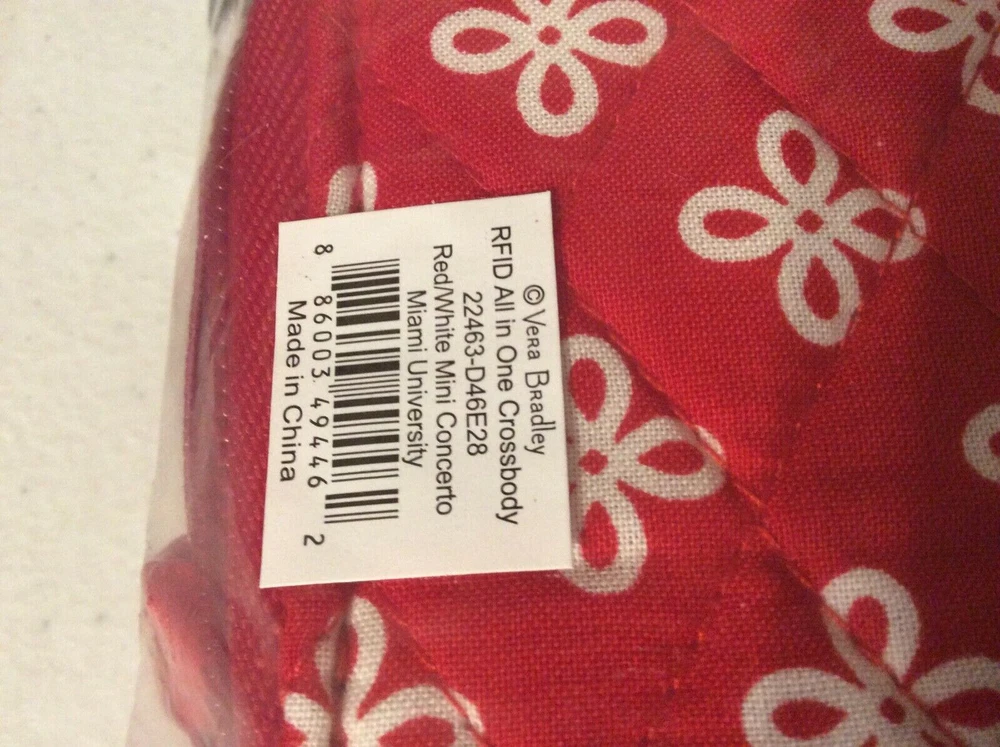 © VERA BRADLEY
RFID All in One Crossbody
22463-D46E28
Red/White Mini Concerto
Miami University
8 86003 49446 2
Made in China